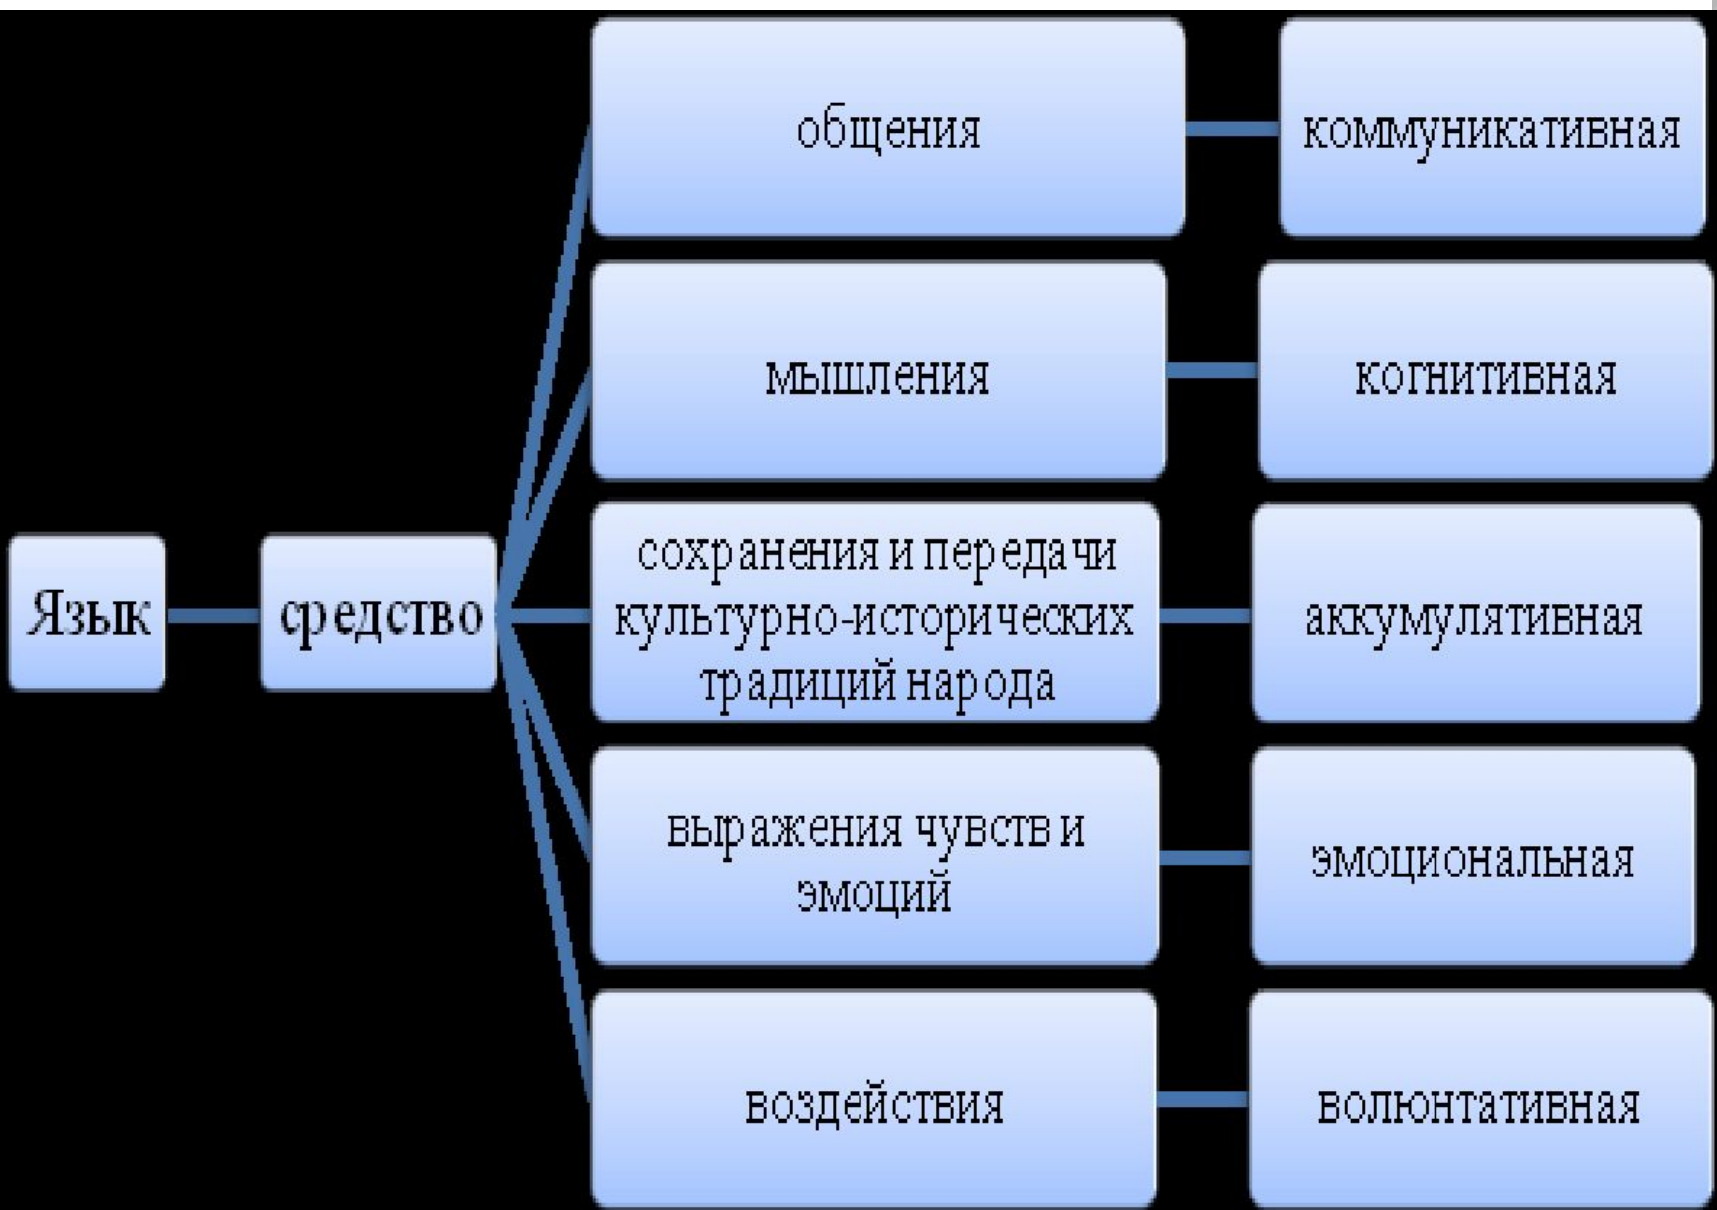 Язык
средство
общения
коммуникативная
мышления
когнитивная
сохранения и передачи
культурно-исторических
традиций народа
аккумулятивная
выражения чувств и
эмоций
эмоциональная
воздействия
волюнтативная